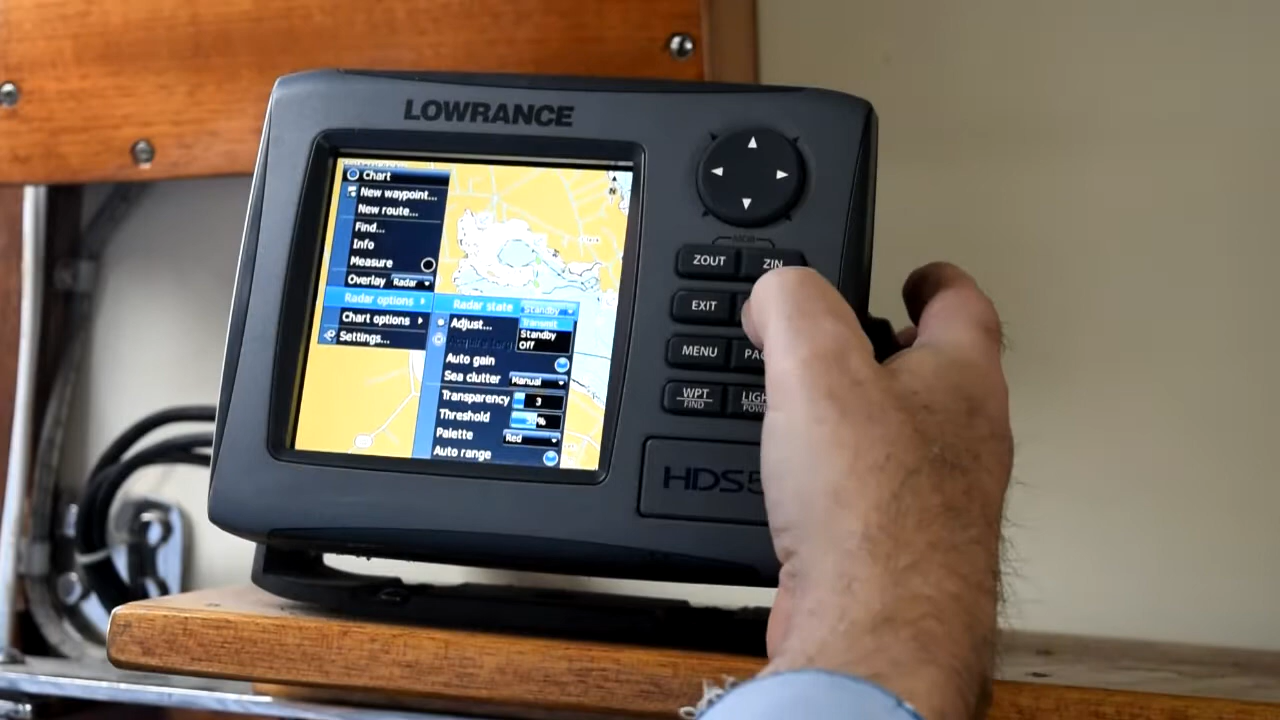 LOWRANCE
Chart
New waypoint...
New route...
Find...
Info
Measure
Overlay Radar
Radar options
Chart options
Settings...
Radar state Standby
Transmit
Standby
Off
Adjust...
Auto gain
Sea clutter Manual
Transparency 3
Threshold
Palette Red
Auto range
N
MOB
ZOUT ZIN
EXIT
MENU
WPT
FIND
HDS5